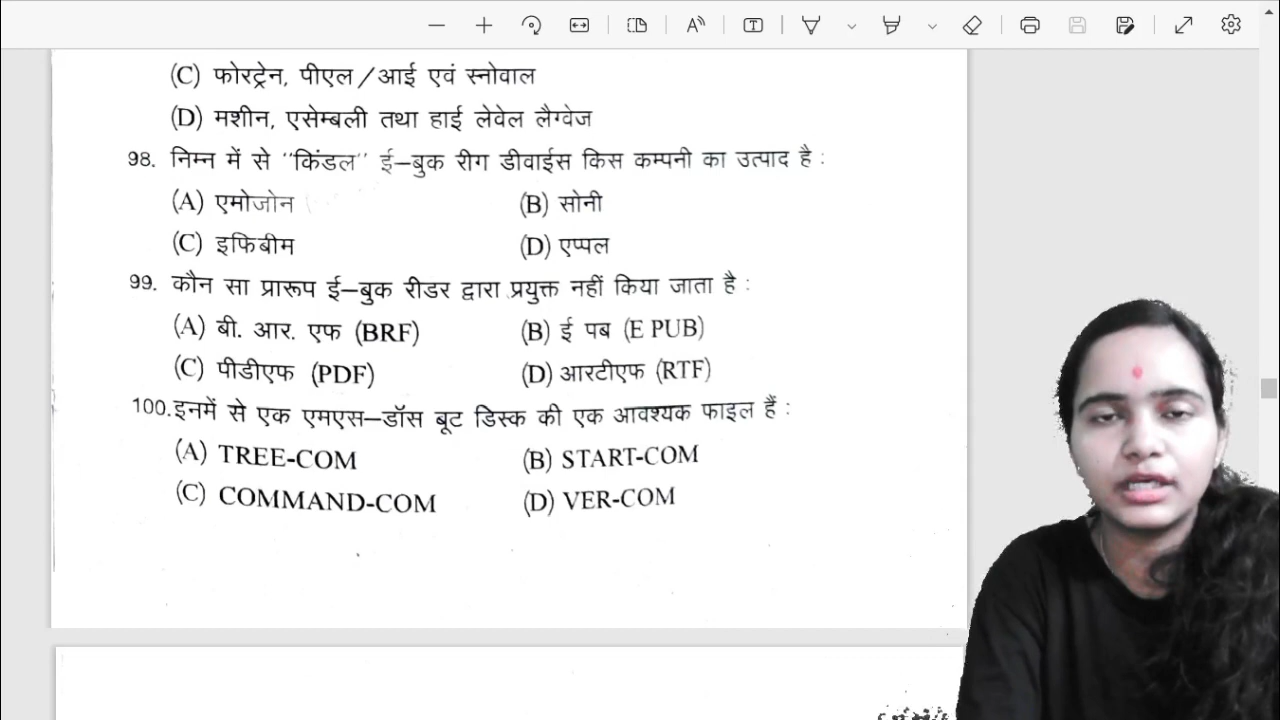 (C) फोरट्रेन, पीएल/आई एवं स्नोवाल
(D) मशीन, एसेम्बली तथा हाई लेवेल लैग्वेज
98. निम्न में से "किंडल" ई–बुक रीग डीवाईस किस कम्पनी का उत्पाद है :
(A) एमोजोन (B) सोनी
(C) इफिबीम (D) एप्पल
99. कौन सा प्रारूप ई–बुक रीडर द्वारा प्रयुक्त नहीं किया जाता है :
(A) बी. आर. एफ (BRF) (B) ई पब (E PUB)
(C) पीडीएफ (PDF) (D) आरटीएफ (RTF)
100. इनमें से एक एमएस–डॉस बूट डिस्क की एक आवश्यक फाइल हैं :
(A) TREE-COM (B) START-COM
(C) COMMAND-COM (D) VER-COM